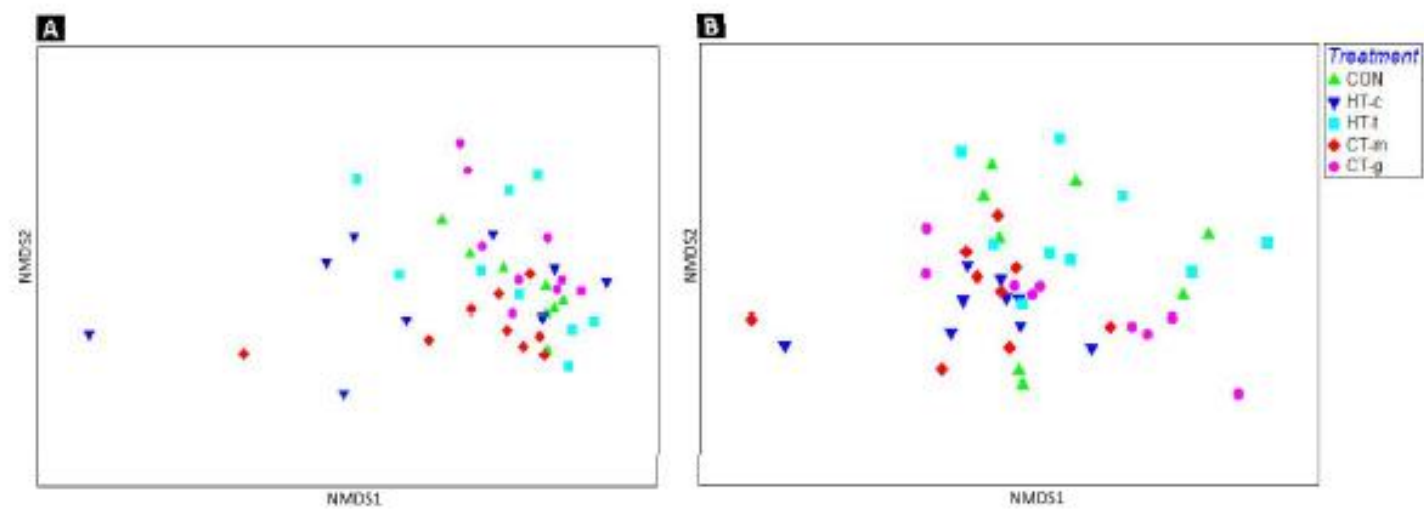 A
B
NMDS2
NMDS1
NMDS2
NMDS1
Treatment
CON
HT-c
HT-t
CT-m
CT-g